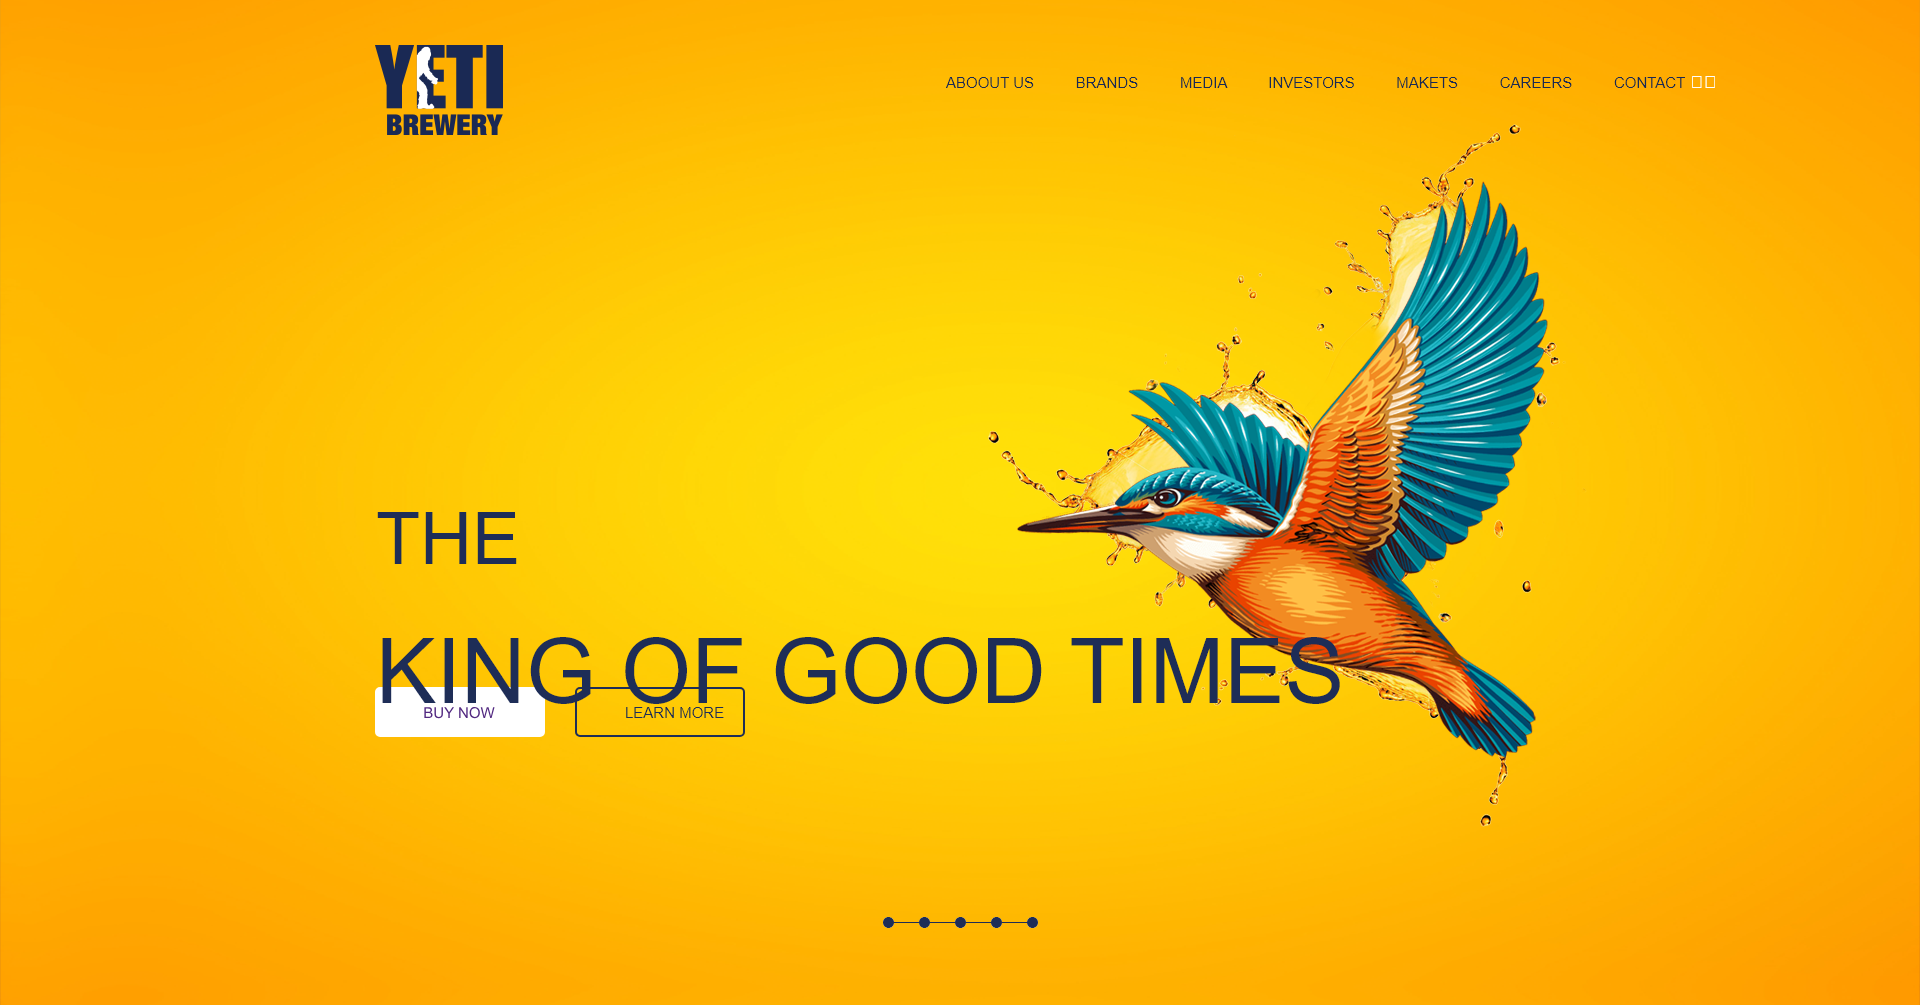 YETI
BREWERY
ABOOUT US BRANDS MEDIA INVESTORS MAKETS CAREERS CONTACT
THE
KING OF GOOD TIMES
BUY NOW LEARN MORE